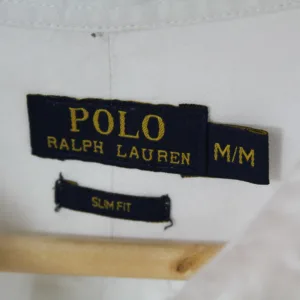 POLO
RALPH LAUREN
M/M
SLIM FIT